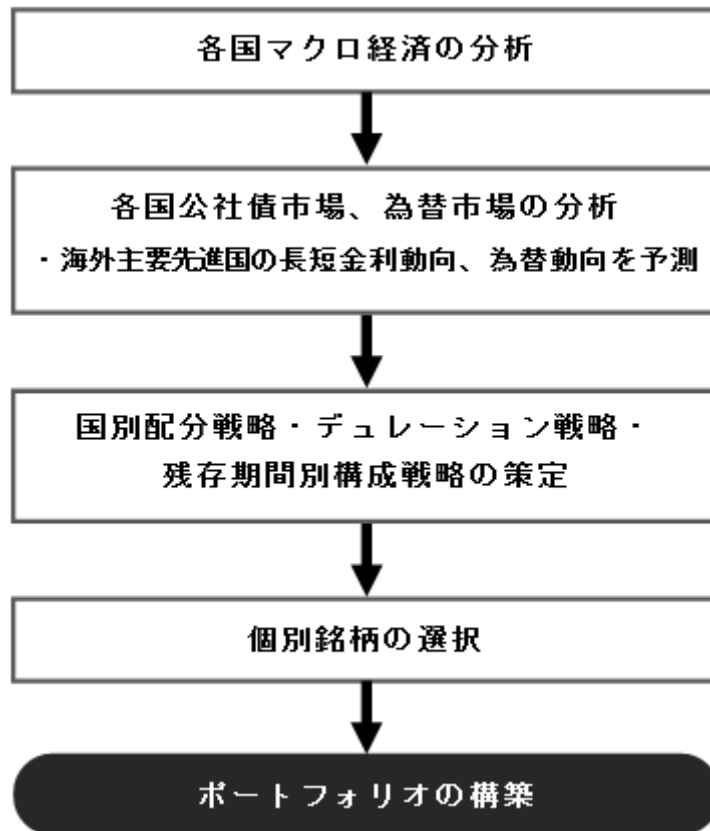 各国マクロ経済の分析
各国公社債市場、為替市場の分析
・海外主要先進国の長短金利動向、為替動向を予測
国別配分戦略・デュレーション戦略・
残存期間別構成戦略の策定
個別銘柄の選択
ポートフォリオの構築